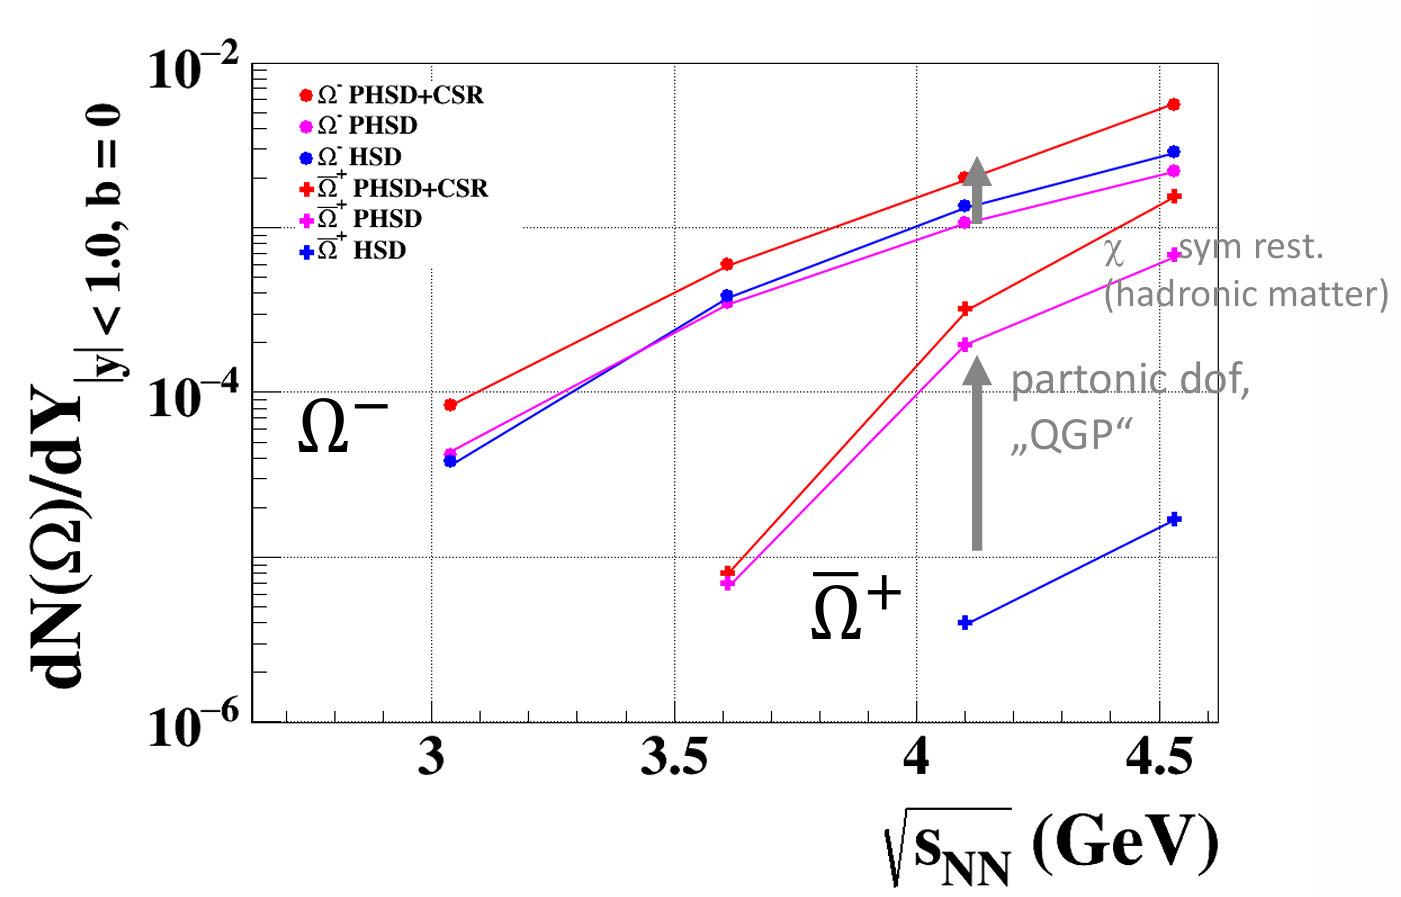 10⁻²
Ω⁻ PHSD+CSR
Ω⁻ PHSD
Ω⁻ HSD
Ω̅⁺ PHSD+CSR
Ω̅⁺ PHSD
Ω̅⁺ HSD
dN(Ω)/dY |y| < 1.0, b = 0
χ sym rest.
(hadronic matter)
10⁻⁴
Ω⁻
partonic dof,
„QGP“
Ω̅⁺
10⁻⁶
3 3.5 4 4.5
√sNN (GeV)